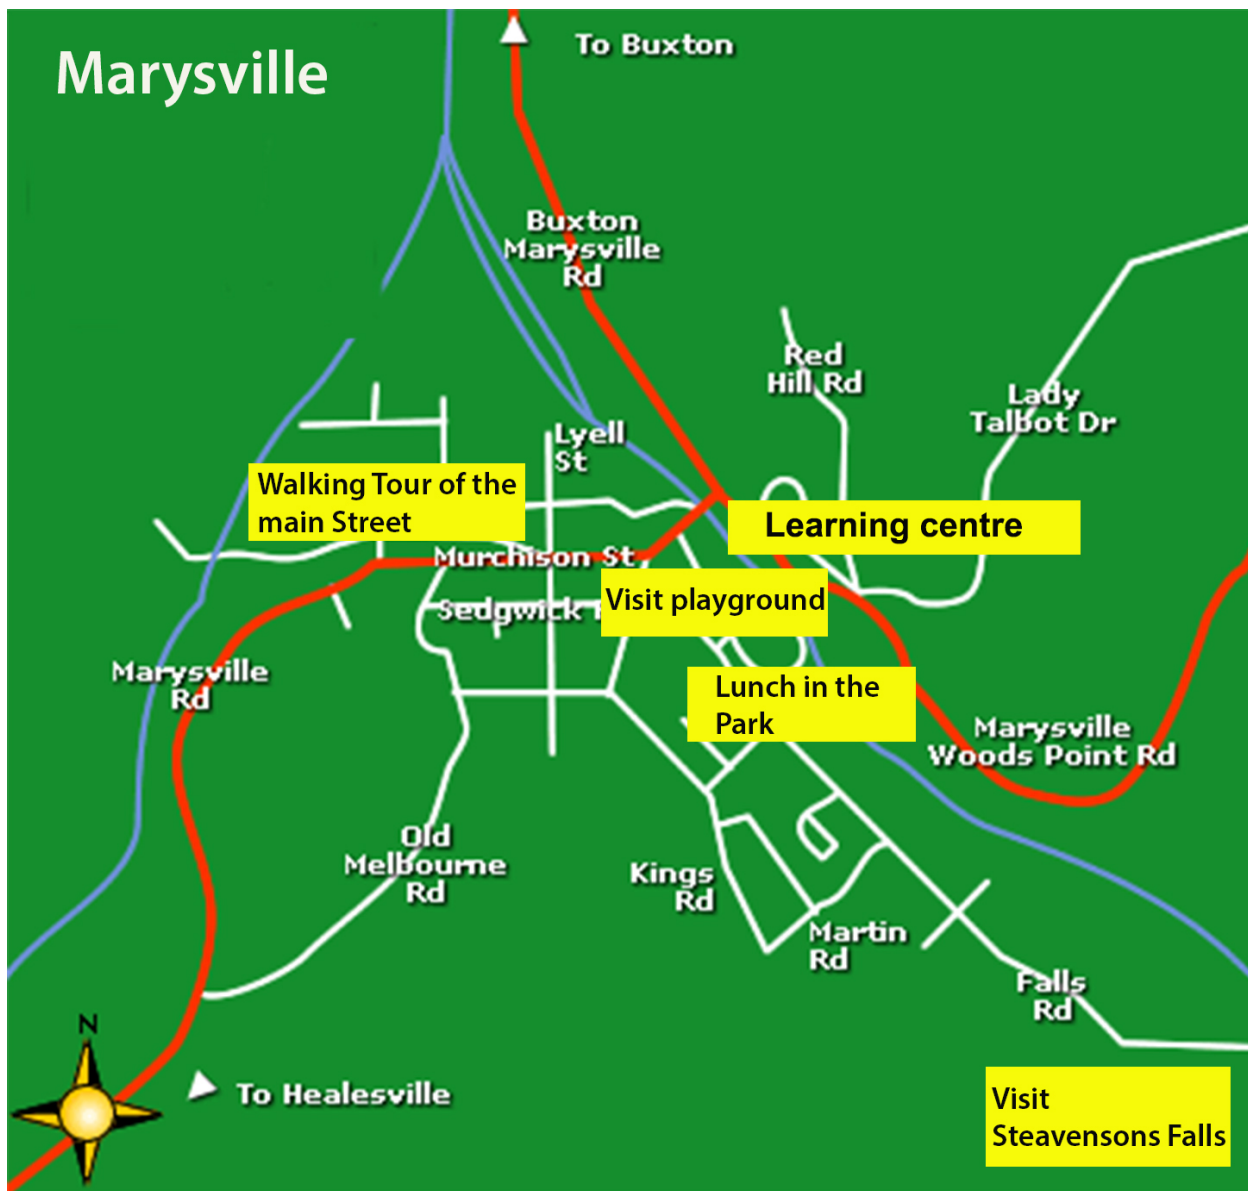 To Buxton
Marysville
Buxton
Marysville
Rd
Red
Hill Rd
Lady
Talbot Dr
Lyell
St
Walking Tour of the
main Street
Learning centre
Murchison St
Visit playground
Sedgwick
Marysville
Rd
Lunch in the
Park
Marysville
Woods Point Rd
Old
Melbourne
Rd
Kings
Rd
Martin
Rd
Falls
Rd
N
To Healesville
Visit
Steavensons Falls